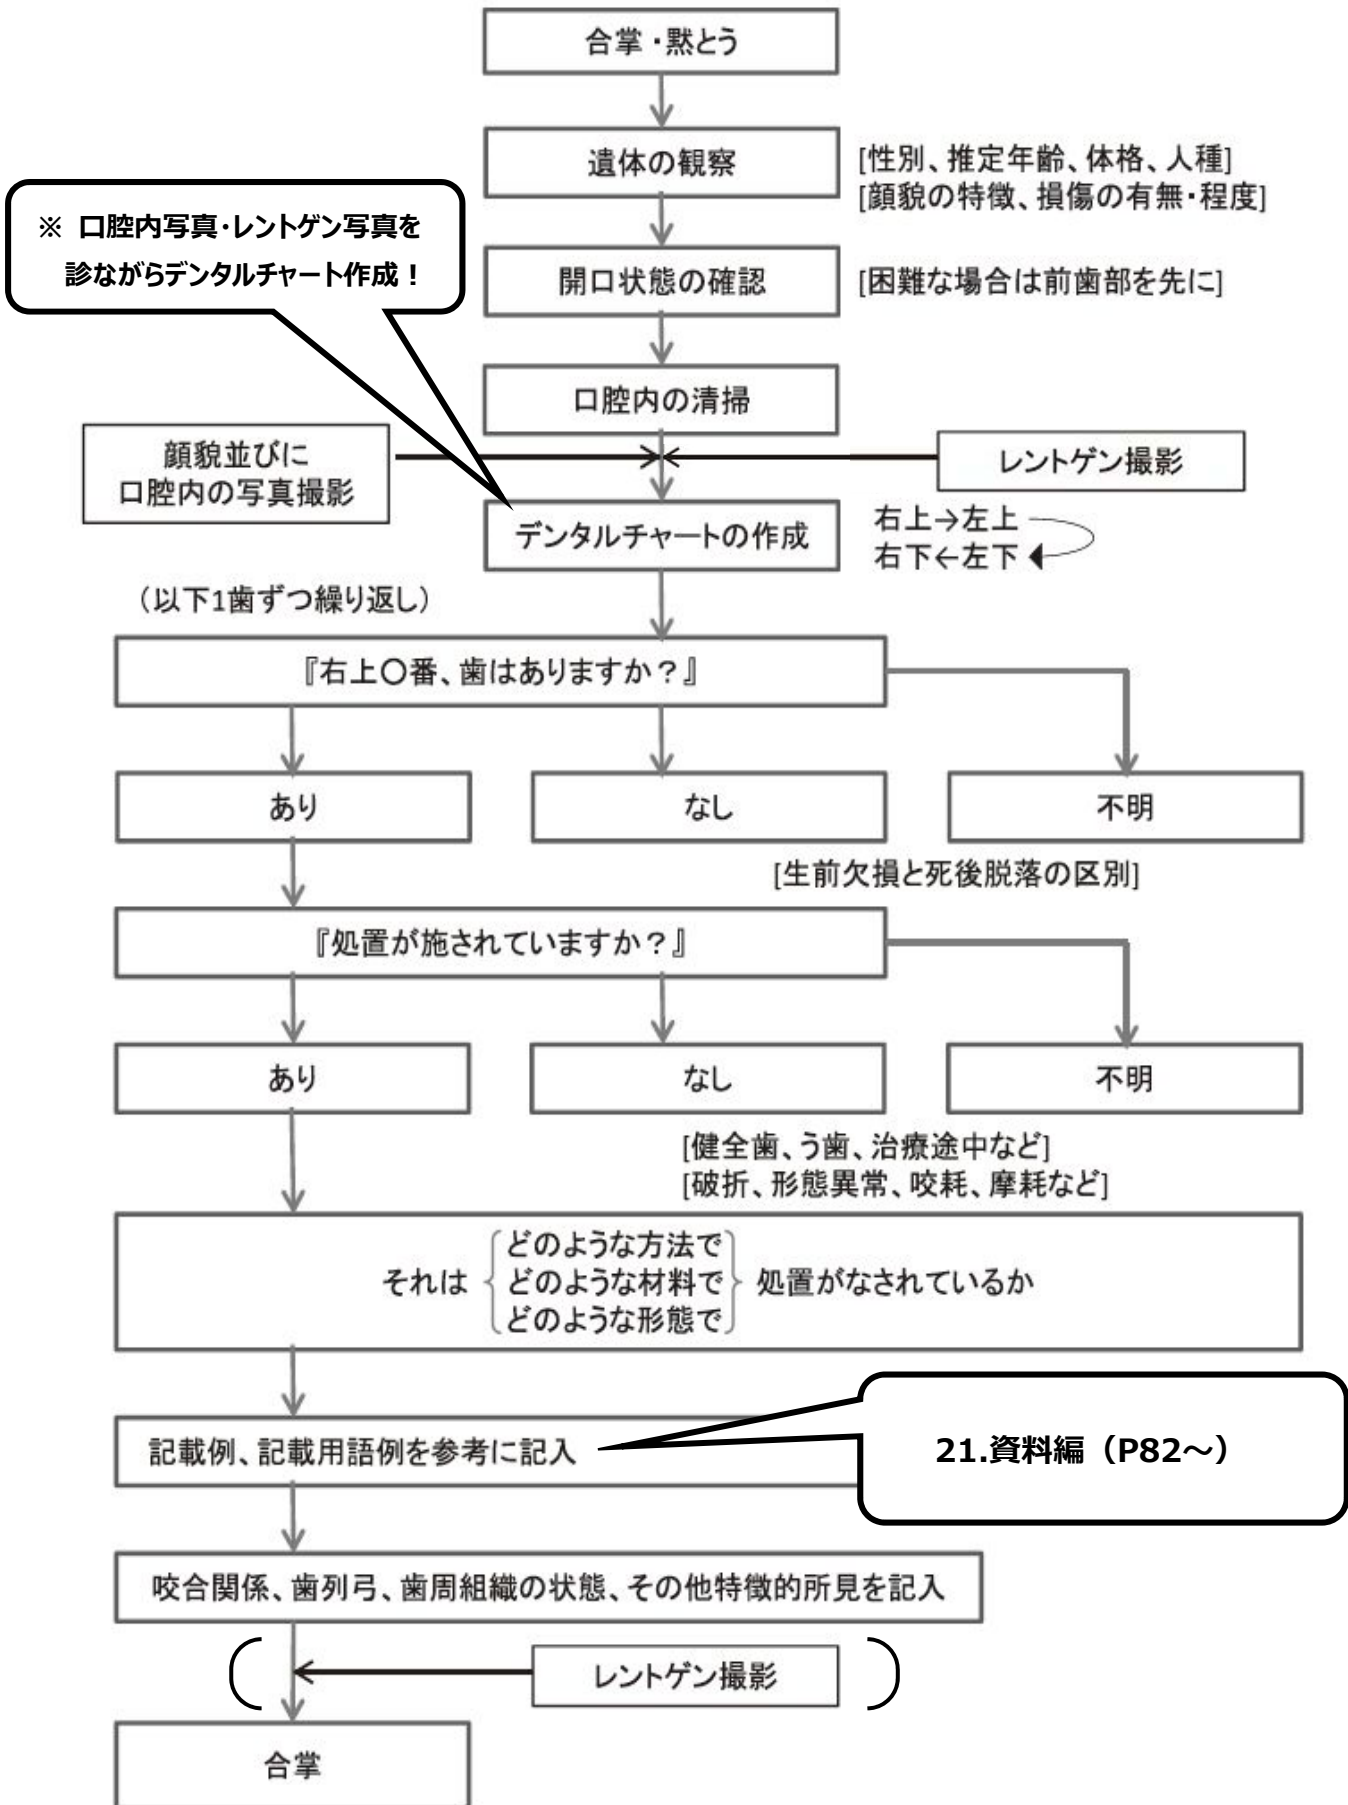 合掌・黙とう
遺体の観察
[性別、推定年齢、体格、人種]
[顔貌の特徴、損傷の有無・程度]
※ 口腔内写真・レントゲン写真を
診ながらデンタルチャート作成！
開口状態の確認
[困難な場合は前歯部を先に]
口腔内の清掃
顔貌並びに
口腔内の写真撮影
レントゲン撮影
デンタルチャートの作成
右上→左上
右下←左下
（以下1歯ずつ繰り返し）
『右上〇番、歯はありますか？』
あり
なし
不明
[生前欠損と死後脱落の区別]
『処置が施されていますか？』
あり
なし
不明
[健全歯、う歯、治療途中など]
[破折、形態異常、咬耗、摩耗など]
どのような方法で
それは どのような材料で 処置がなされているか
どのような形態で
記載例、記載用語例を参考に記入
21.資料編（P82～）
咬合関係、歯列弓、歯周組織の状態、その他特徴的所見を記入
レントゲン撮影
合掌